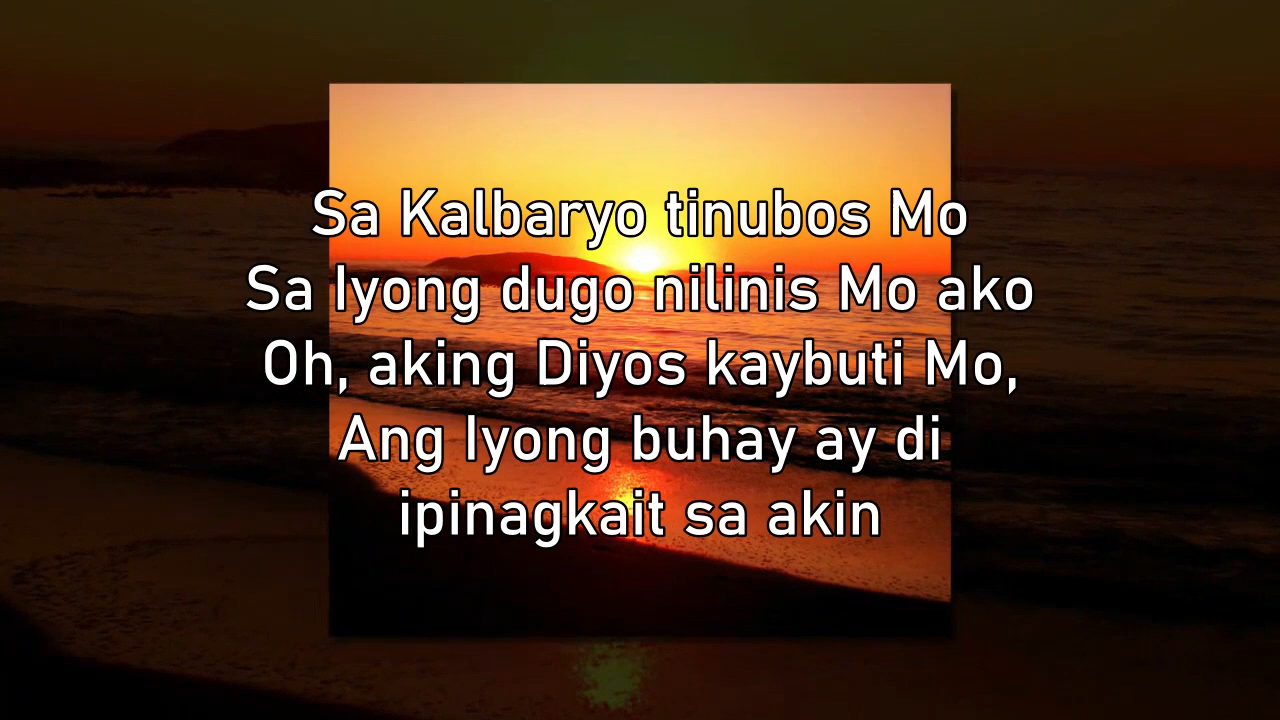 Sa Kalbaryo tinubos Mo
Sa Iyong dugo nilinis Mo ako
Oh, aking Diyos kaybuti Mo,
Ang Iyong buhay ay di
ipinagkait sa akin